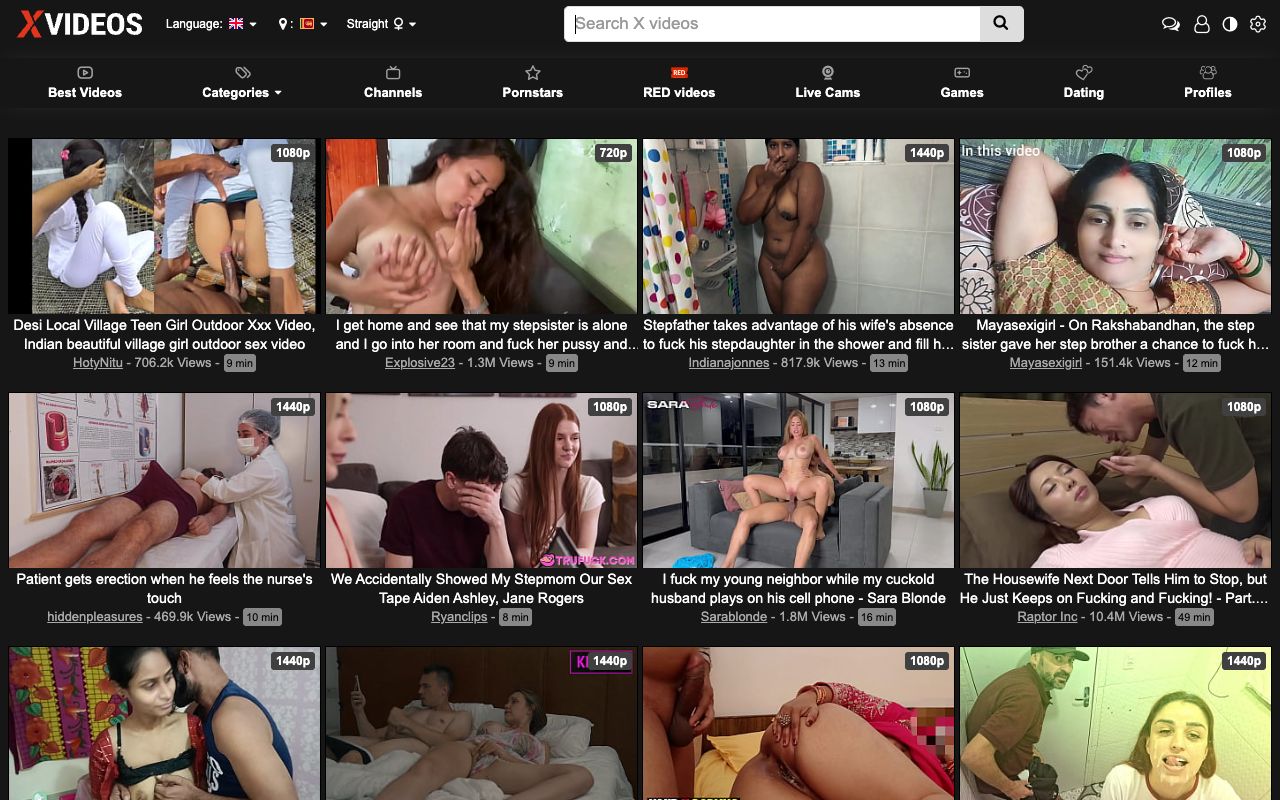 XVIDEOS
Language:
:
Straight
Search X videos
Best Videos
Categories
Channels
Pornstars
RED
RED videos
Live Cams
Games
Dating
Profiles
1080p
720p
1440p
In this video
1080p
Desi Local Village Teen Girl Outdoor Xxx Video,
Indian beautiful village girl outdoor sex video
HotyNitu - 706.2k Views - 9 min
I get home and see that my stepsister is alone
and I go into her room and fuck her pussy and...
Explosive23 - 1.3M Views - 9 min
Stepfather takes advantage of his wife's absence
to fuck his stepdaughter in the shower and fill h...
Indianajonnes - 817.9k Views - 13 min
Mayasexigirl - On Rakshabandhan, the step
sister gave her step brother a chance to fuck h...
Mayasexigirl - 151.4k Views - 12 min
1440p
1080p
TRUFUCK.COM
SARA
1080p
1080p
Patient gets erection when he feels the nurse's
touch
hiddenpleasures - 469.9k Views - 10 min
We Accidentally Showed My Stepmom Our Sex
Tape Aiden Ashley, Jane Rogers
Ryanclips - 8 min
I fuck my young neighbor while my cuckold
husband plays on his cell phone - Sara Blonde
Sarablonde - 1.8M Views - 16 min
The Housewife Next Door Tells Him to Stop, but
He Just Keeps on Fucking and Fucking! - Part....
Raptor Inc - 10.4M Views - 49 min
1440p
1440p
1080p
1440p